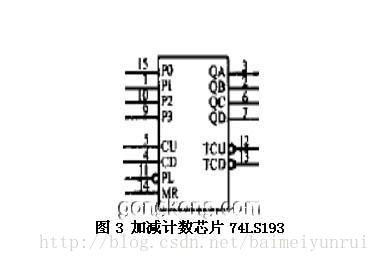 15 P0 QA 3
1 P1 QB 2
10 P2 QC 6
9 P3 QD 7
5 CU TCU 12
4 CD TCD 13
11 PL
14 MR
gongkong.com
图 3 加减计数芯片 74LS193
http://blog.csdn.net/baimeiyunrui